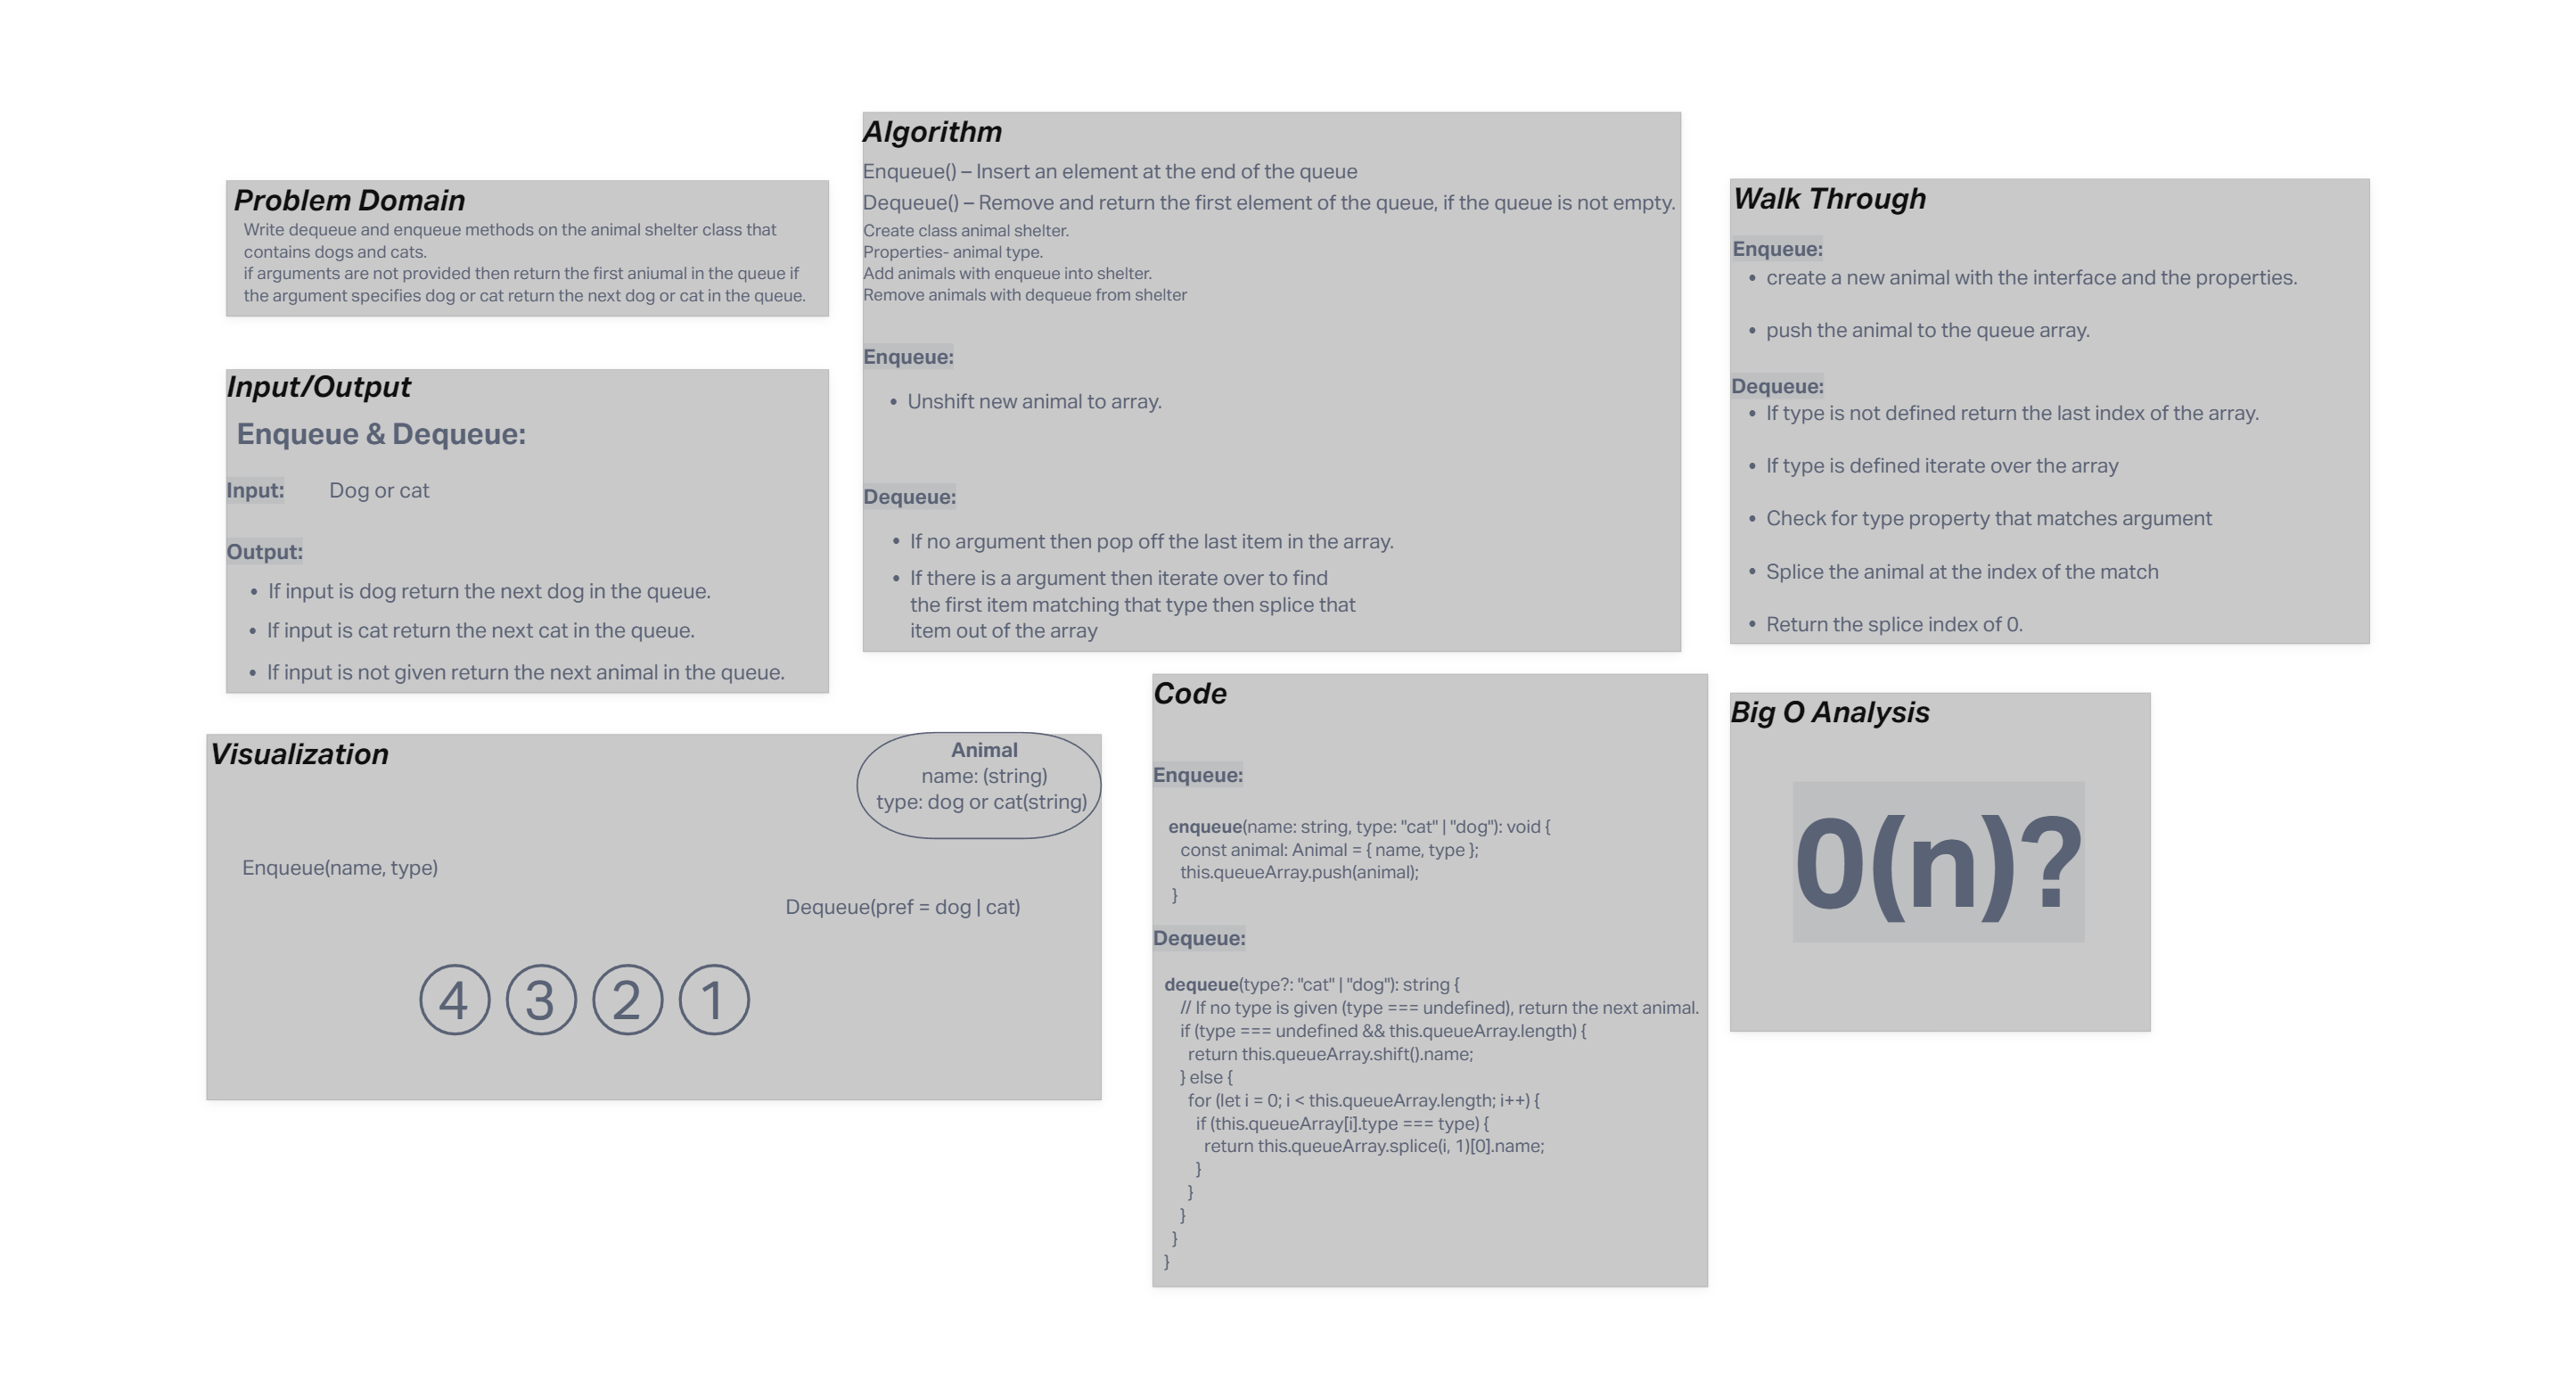 Problem Domain
Write dequeue and enqueue methods on the animal shelter class that
contains dogs and cats.
if arguments are not provided then return the first aniumal in the queue if
the argument specifies dog or cat return the next dog or cat in the queue.
Input/Output
Enqueue & Dequeue:
Input: Dog or cat
Output:
• If input is dog return the next dog in the queue.
• If input is cat return the next cat in the queue.
• If input is not given return the next animal in the queue.
Algorithm
Enqueue() – Insert an element at the end of the queue
Dequeue() – Remove and return the first element of the queue, if the queue is not empty.
Create class animal shelter.
Properties- animal type.
Add animals with enqueue into shelter.
Remove animals with dequeue from shelter
Enqueue:
• Unshift new animal to array.
Dequeue:
• If no argument then pop off the last item in the array.
• If there is a argument then iterate over to find
the first item matching that type then splice that
item out of the array
Walk Through
Enqueue:
• create a new animal with the interface and the properties.
• push the animal to the queue array.
Dequeue:
• If type is not defined return the last index of the array.
• If type is defined iterate over the array
• Check for type property that matches argument
• Splice the animal at the index of the match
• Return the splice index of 0.
Visualization
Animal
name: (string)
type: dog or cat(string)
Enqueue(name, type)
Dequeue(pref = dog | cat)
4 3 2 1
Code
Enqueue:
enqueue(name: string, type: "cat" | "dog"): void {
const animal: Animal = { name, type };
this.queueArray.push(animal);
}
Dequeue:
dequeue(type?: "cat" | "dog"): string {
// If no type is given (type === undefined), return the next animal.
if (type === undefined && this.queueArray.length) {
return this.queueArray.shift().name;
} else {
for (let i = 0; i < this.queueArray.length; i++) {
if (this.queueArray[i].type === type) {
return this.queueArray.splice(i, 1)[0].name;
}
}
}
}
}
Big O Analysis
0(n)?